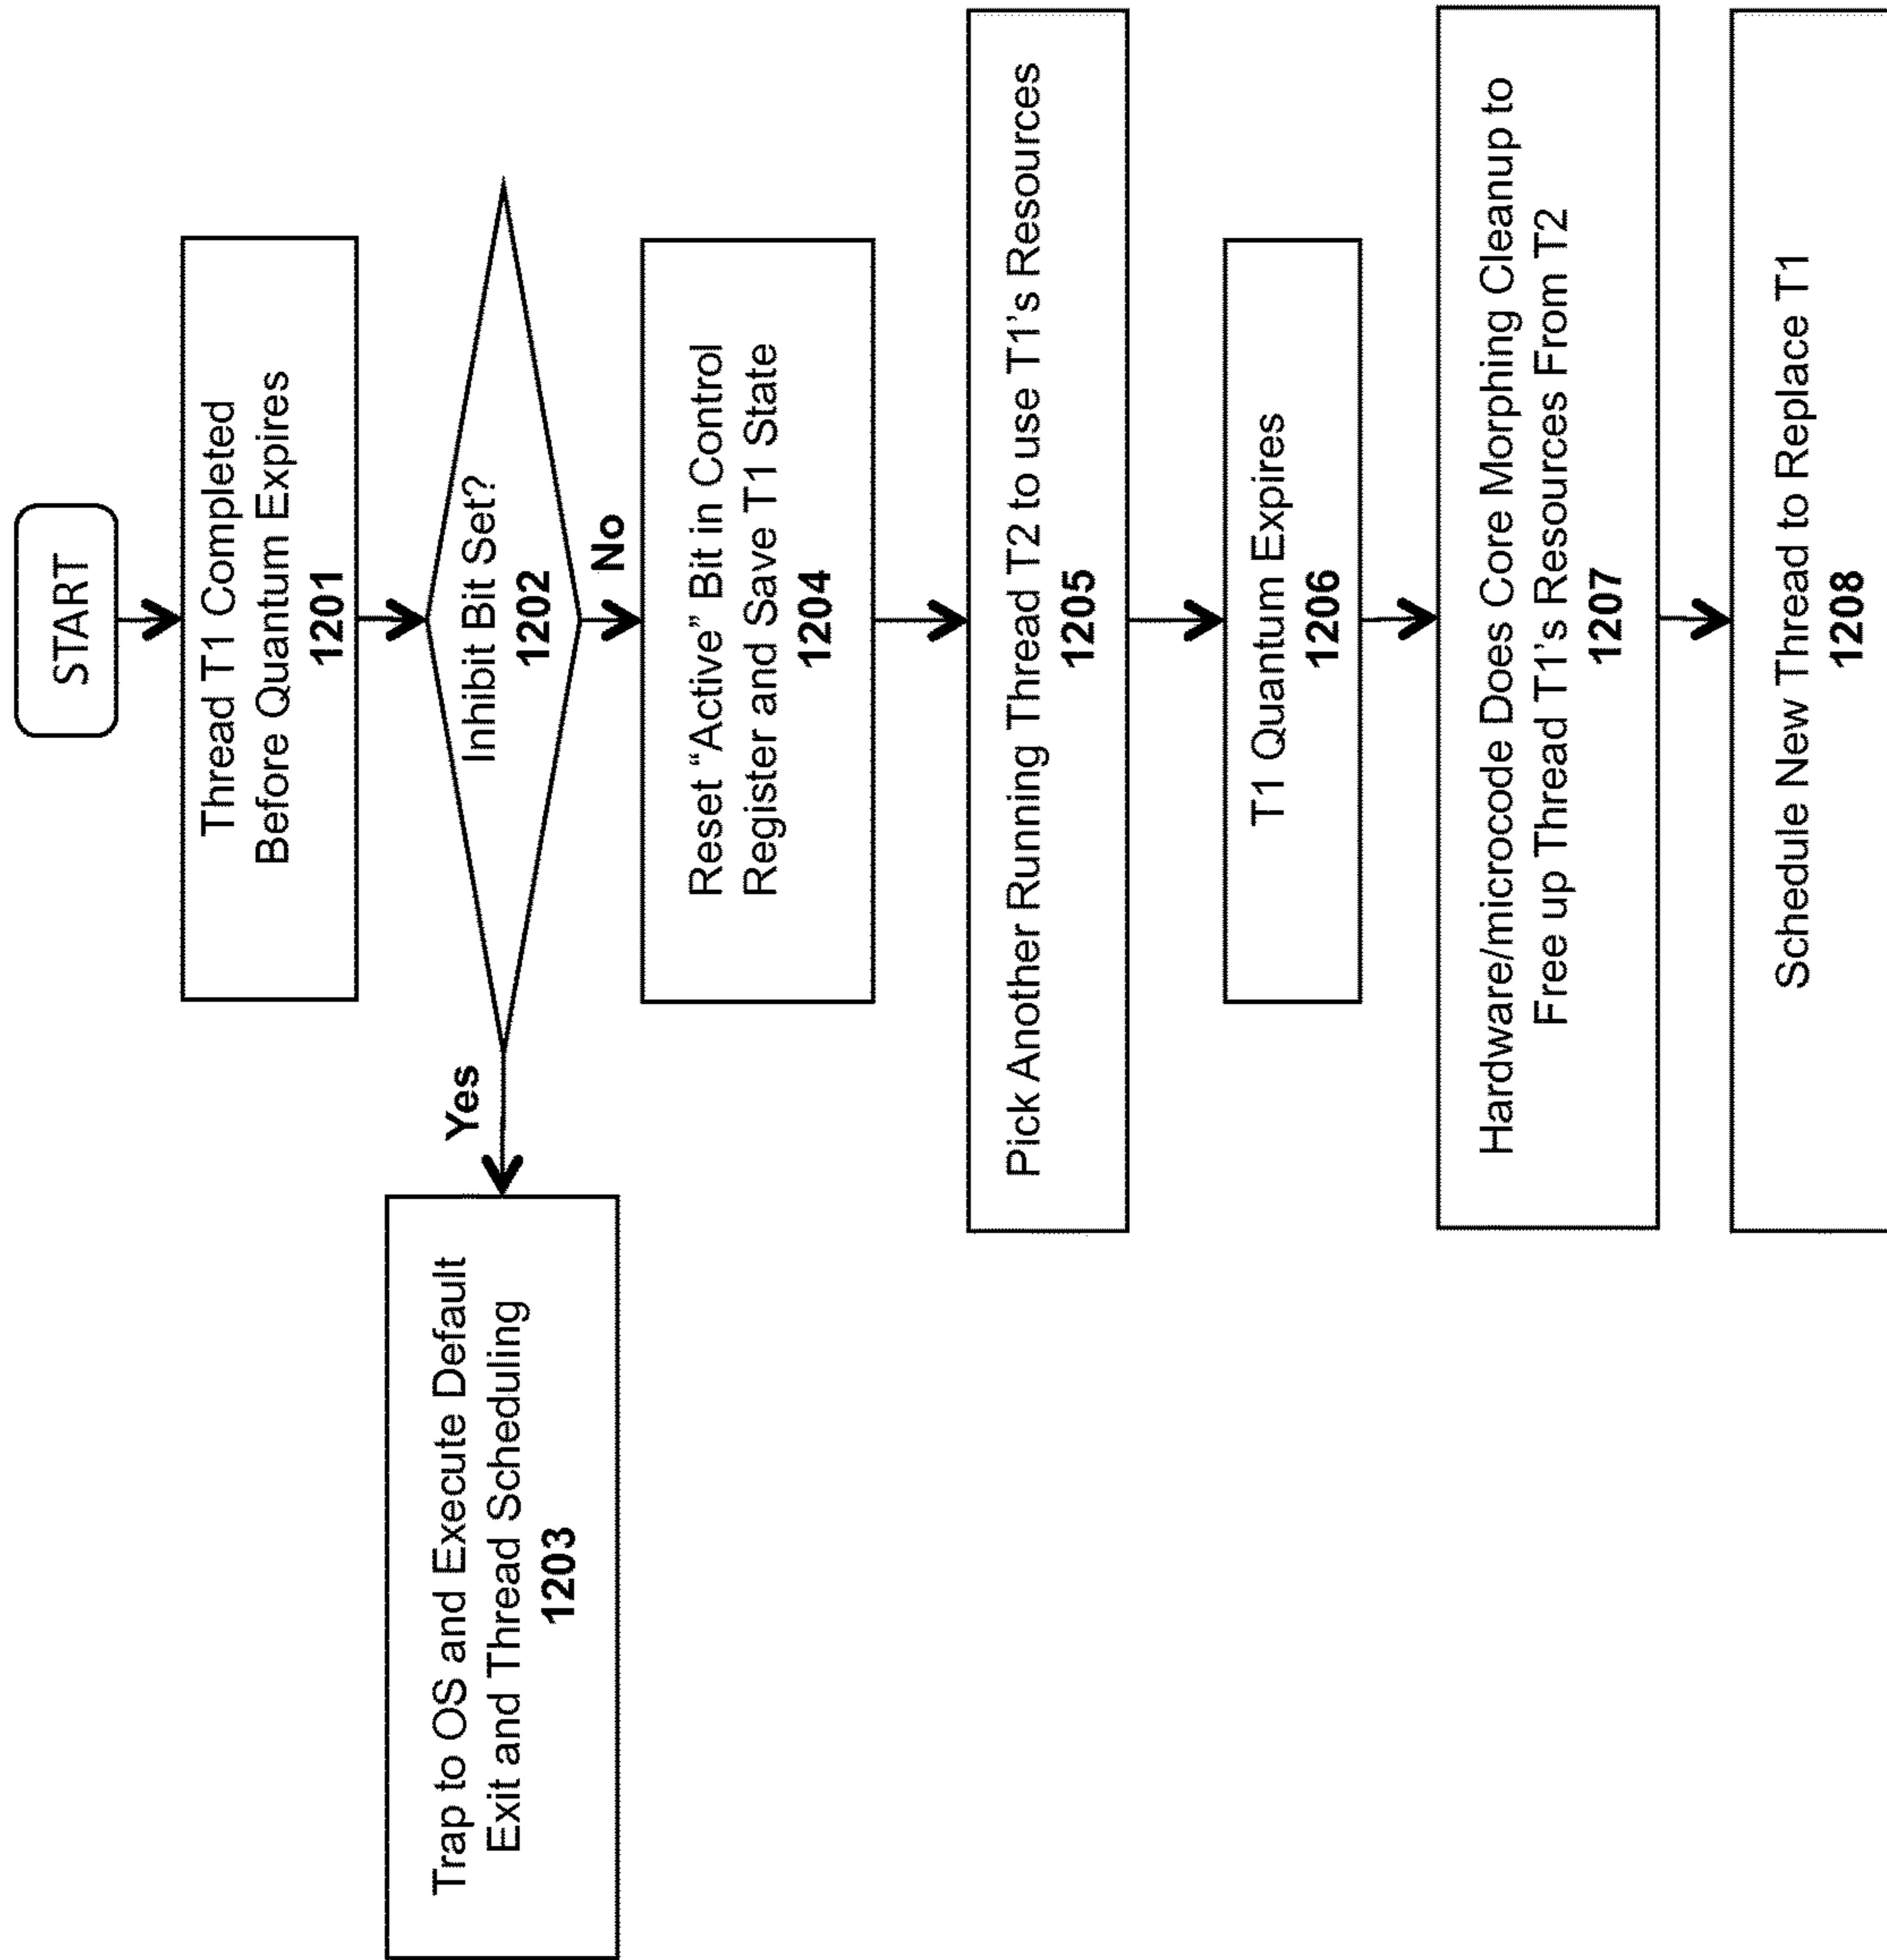 START
Thread T1 Completed
Before Quantum Expires
1201
Inhibit Bit Set?
1202
Yes
No
Trap to OS and Execute Default
Exit and Thread Scheduling
1203
Reset “Active” Bit in Control
Register and Save T1 State
1204
Pick Another Running Thread T2 to use T1’s Resources
1205
T1 Quantum Expires
1206
Hardware/microcode Does Core Morphing Cleanup to
Free up Thread T1’s Resources From T2
1207
Schedule New Thread to Replace T1
1208